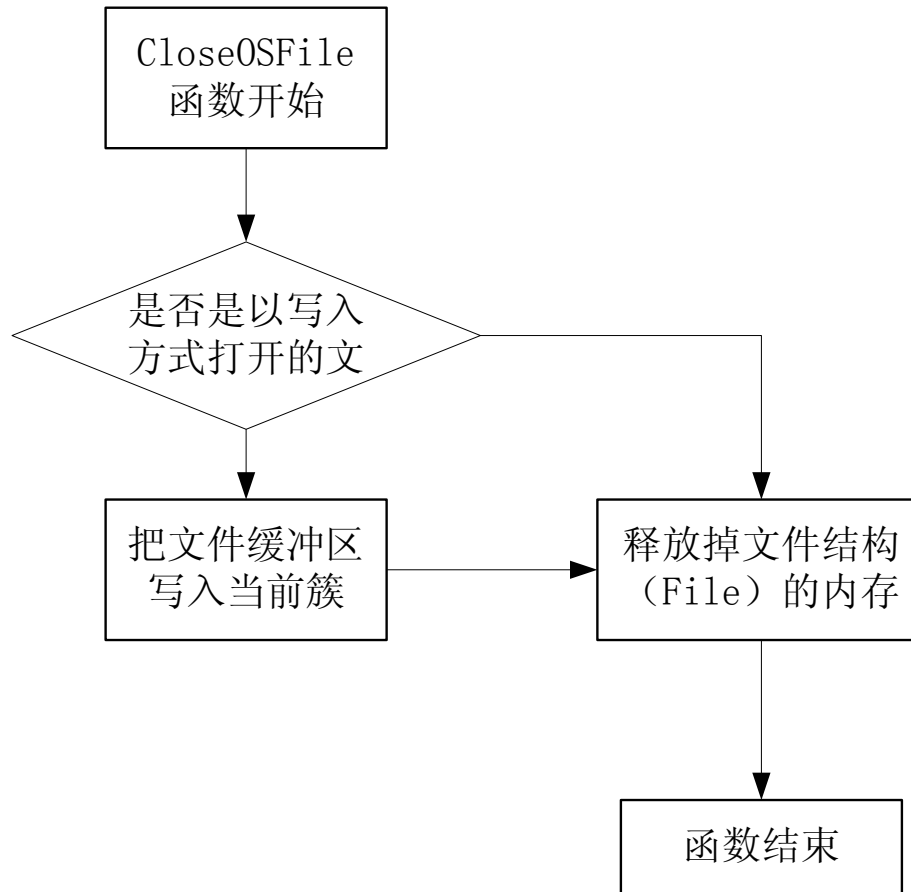 CloseOSFile
函数开始
是否是以写入
方式打开的文
把文件缓冲区
写入当前簇
释放掉文件结构
（File）的内存
函数结束